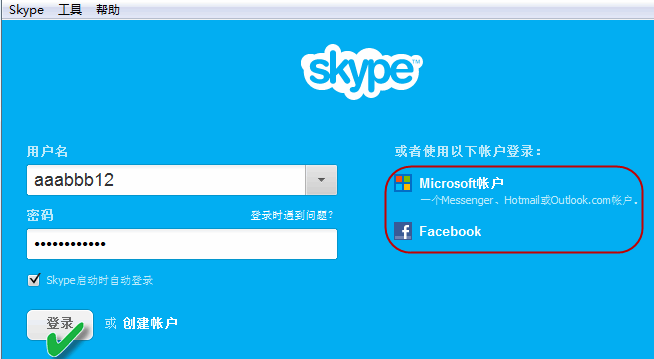 Skype 工具 帮助
skype™
用户名
aaabbb12
密码 登录时遇到问题?
••••••••••••
Skype启动时自动登录
登录 或 创建帐户
或者使用以下帐户登录:
Microsoft帐户
一个Messenger、Hotmail或Outlook.com帐户。
Facebook